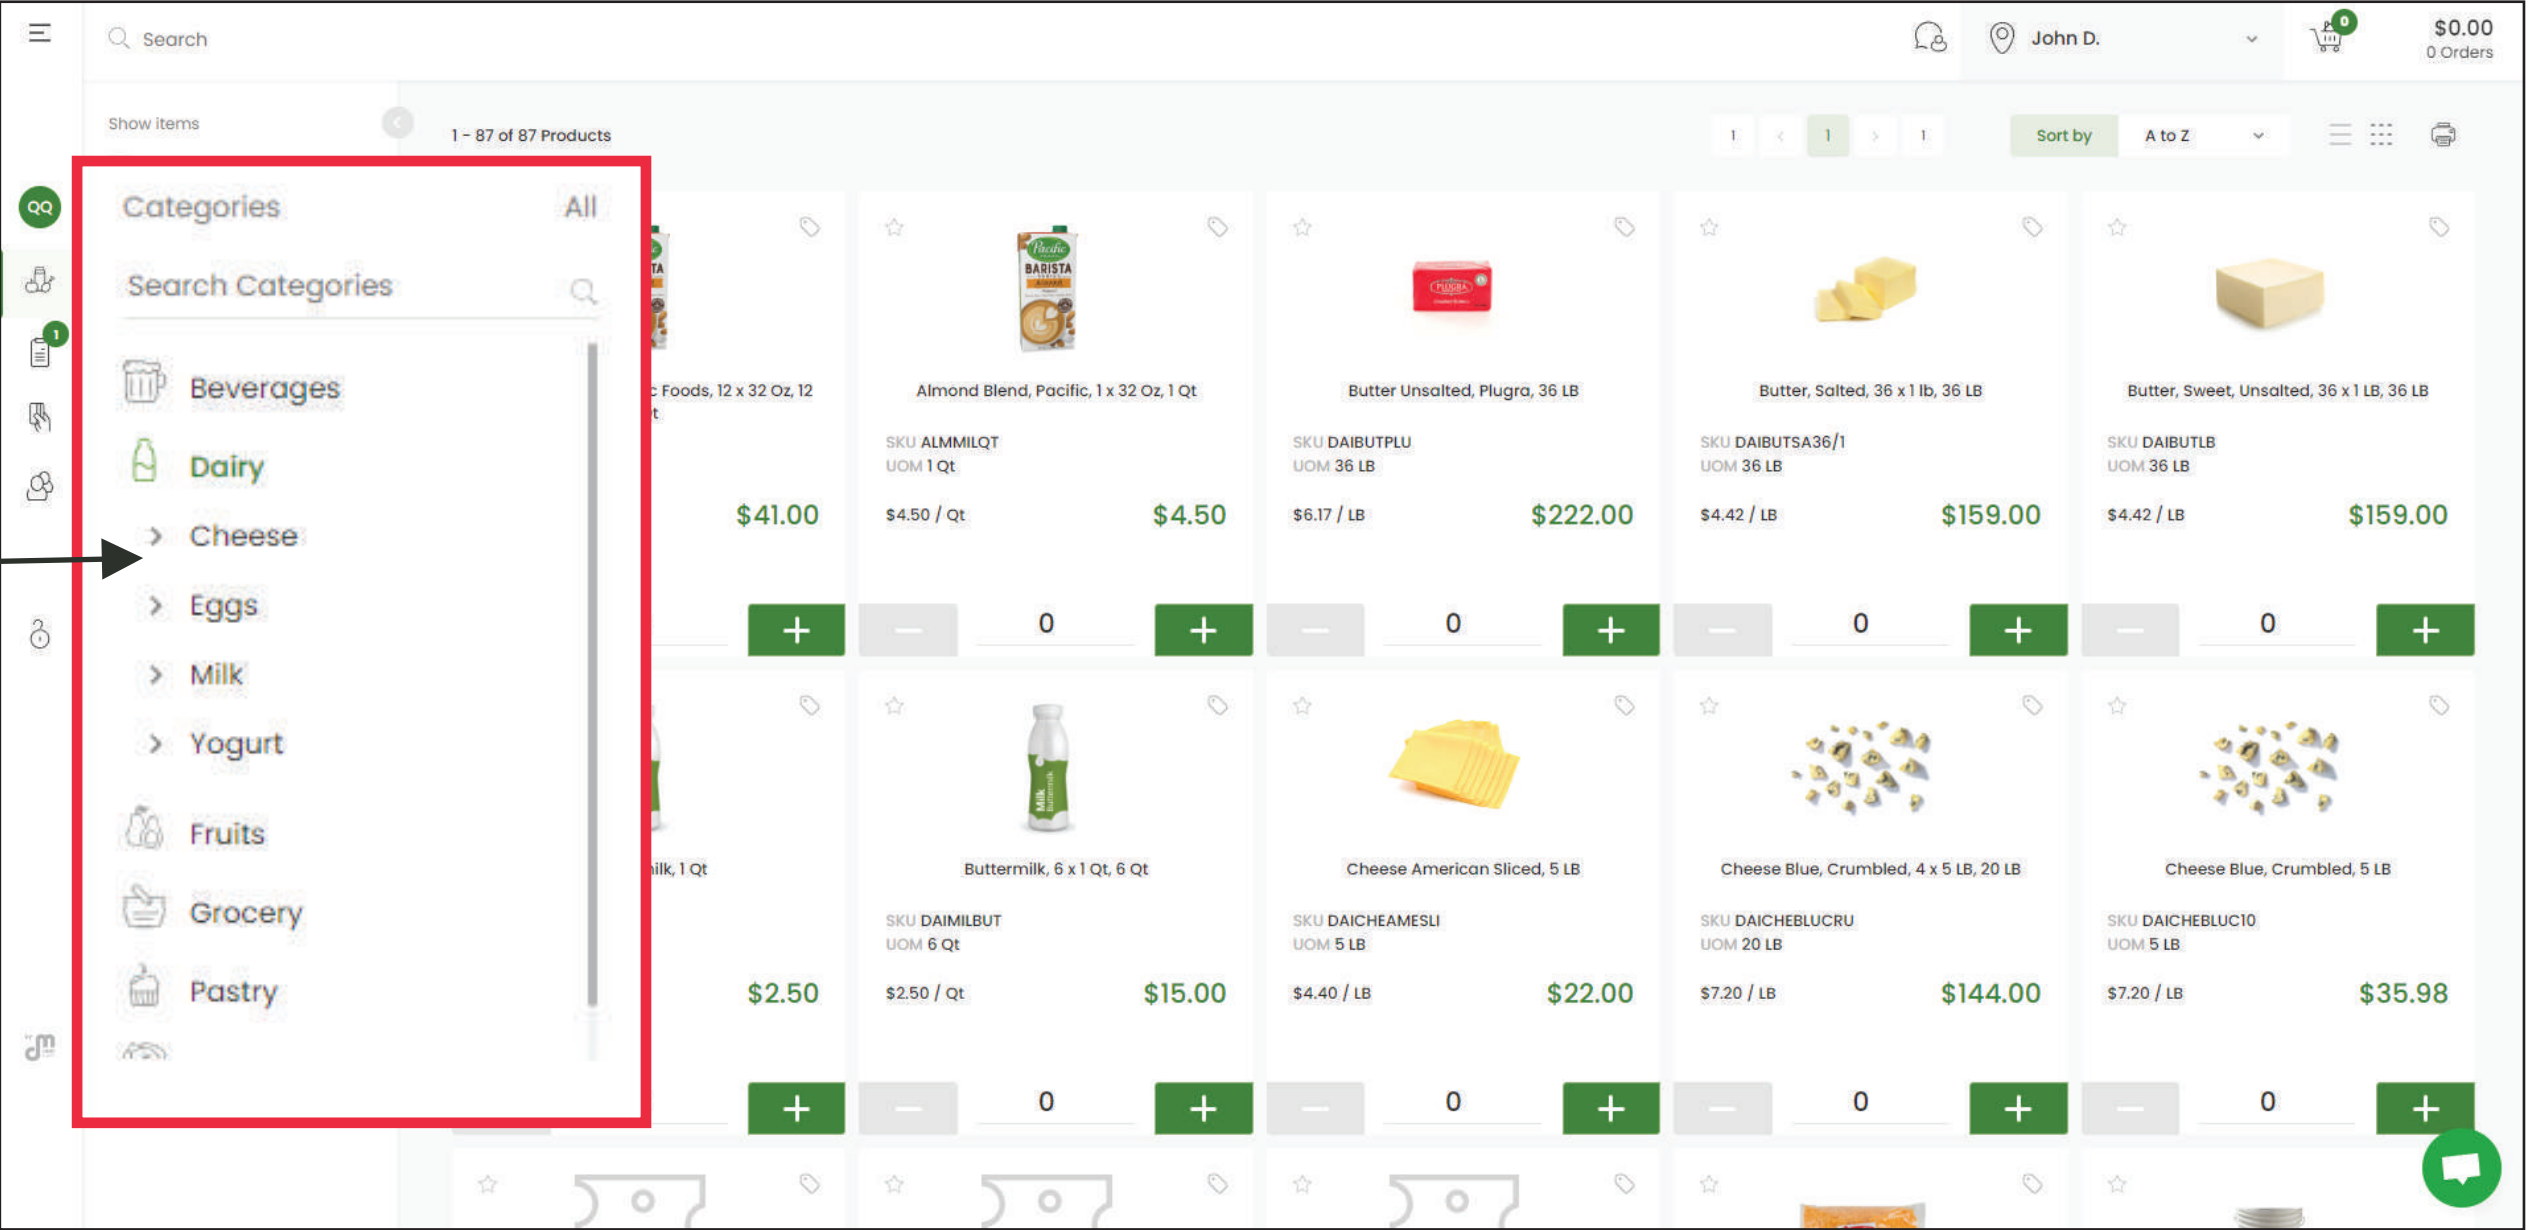 Search
John D.
0
$0.00
0 Orders
Show items
1 - 87 of 87 Products
1 < 1 > 1
Sort by A to Z
QQ
1
Categories All
Search Categories
Beverages
Dairy
> Cheese
> Eggs
> Milk
> Yogurt
Fruits
Grocery
Pastry
Foods, 12 x 32 Oz, 12
$41.00
Pacific
BARISTA
Almond Blend, Pacific, 1 x 32 Oz, 1 Qt
SKU ALMMILQT
UOM 1 Qt
$4.50 / Qt $4.50
0
PLUGRA
Butter Unsalted, Plugra, 36 LB
SKU DAIBUTPLU
UOM 36 LB
$6.17 / LB $222.00
0
Butter, Salted, 36 x 1 lb, 36 LB
SKU DAIBUTSA36/1
UOM 36 LB
$4.42 / LB $159.00
0
Butter, Sweet, Unsalted, 36 x 1 LB, 36 LB
SKU DAIBUTLB
UOM 36 LB
$4.42 / LB $159.00
0
ilk, 1 Qt
$2.50
Milk
Buttermilk
Buttermilk, 6 x 1 Qt, 6 Qt
SKU DAIMILBUT
UOM 6 Qt
$2.50 / Qt $15.00
0
Cheese American Sliced, 5 LB
SKU DAICHEAMESLI
UOM 5 LB
$4.40 / LB $22.00
0
Cheese Blue, Crumbled, 4 x 5 LB, 20 LB
SKU DAICHEBLUCRU
UOM 20 LB
$7.20 / LB $144.00
0
Cheese Blue, Crumbled, 5 LB
SKU DAICHEBLUC10
UOM 5 LB
$7.20 / LB $35.98
0